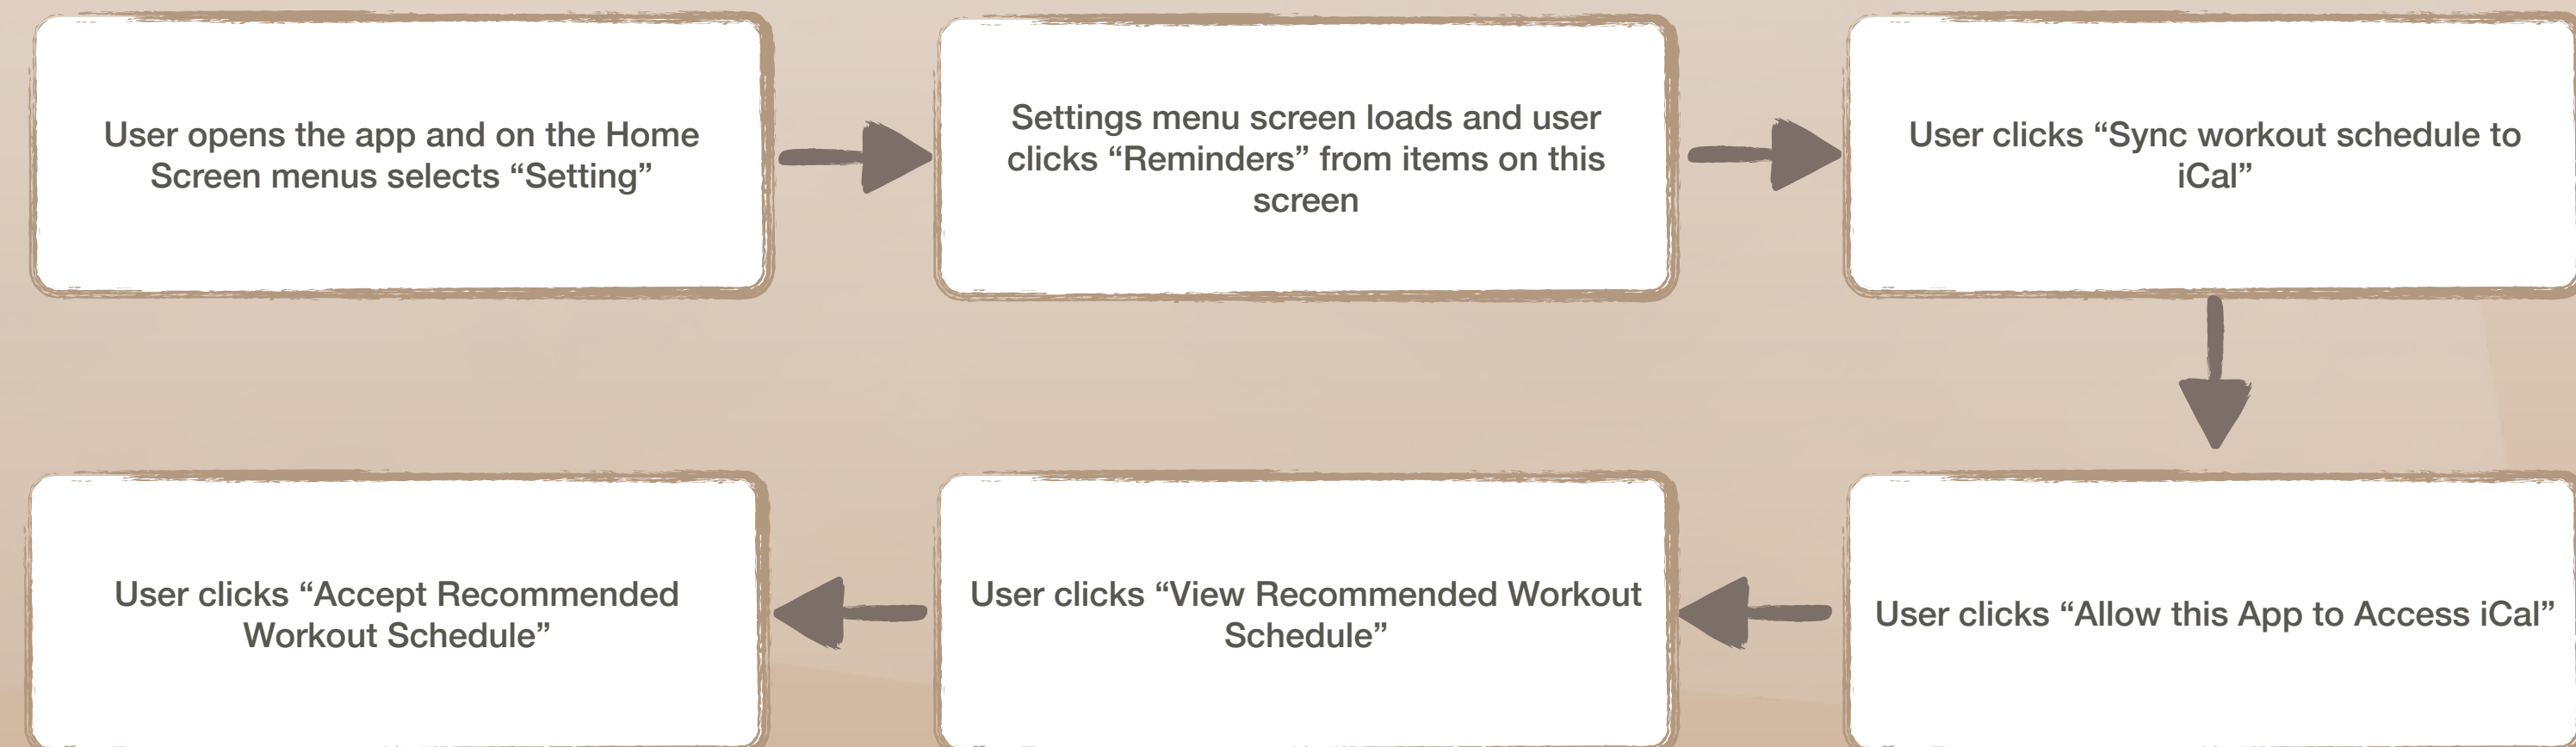 User opens the app and on the Home
Screen menus selects “Setting”
Settings menu screen loads and user
clicks “Reminders” from items on this
screen
User clicks “Sync workout schedule to
iCal”
User clicks “Allow this App to Access iCal”
User clicks “View Recommended Workout
Schedule”
User clicks “Accept Recommended
Workout Schedule”